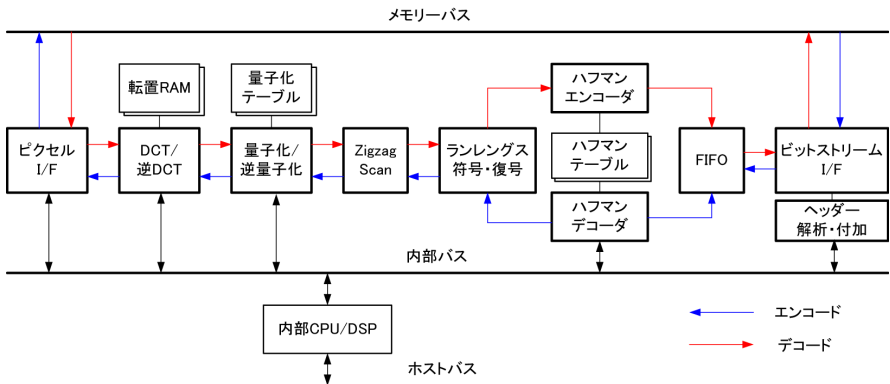 メモリーバス
転置RAM
量子化
テーブル
ハフマン
エンコーダ
ピクセル
I/F
DCT/
逆DCT
量子化/
逆量子化
Zigzag
Scan
ランレングス
符号・復号
ハフマン
テーブル
FIFO
ビットストリーム
I/F
ハフマン
デコーダ
ヘッダー
解析・付加
内部バス
内部CPU/DSP
エンコード
デコード
ホストバス